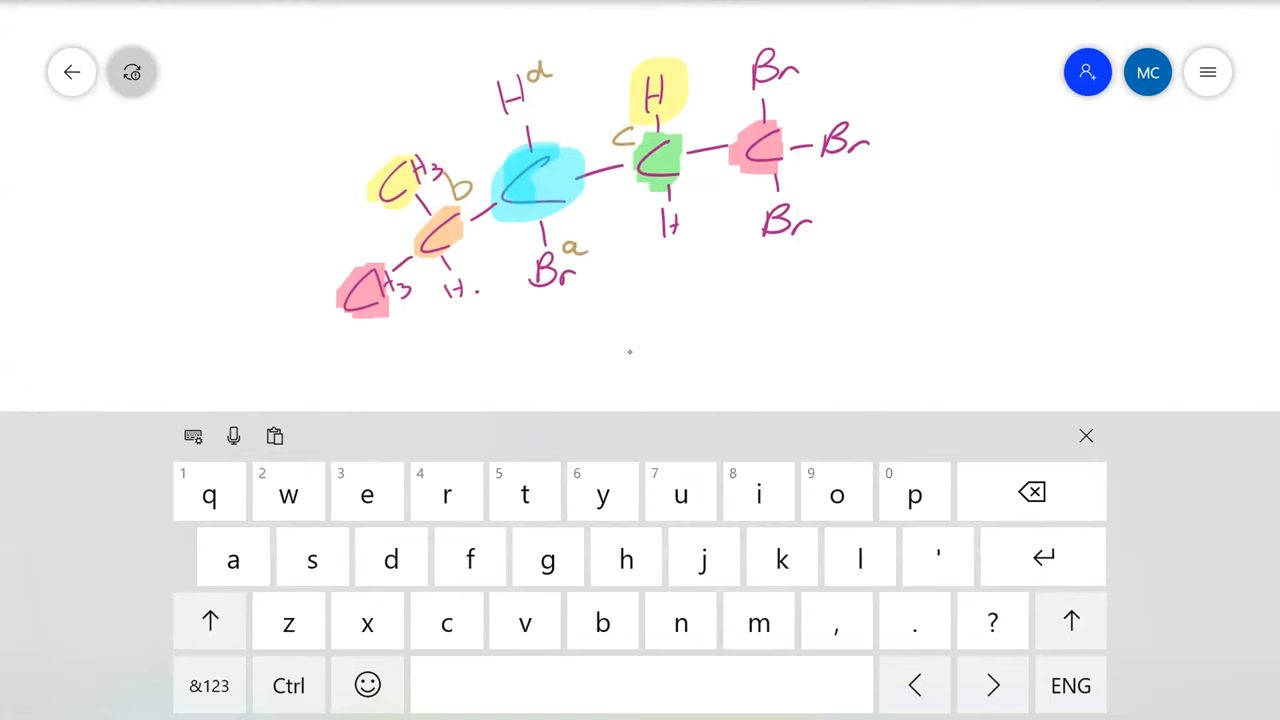 MC
H d
H
Br
c
C
C
Br
CH3
b
C
C
H
Br
a
Br
CH3
H.
1 2 3 4 5 6 7 8 9 0
q w e r t y u i o p
a s d f g h j k l '
z x c v b n m , . ?
&123 Ctrl < > ENG